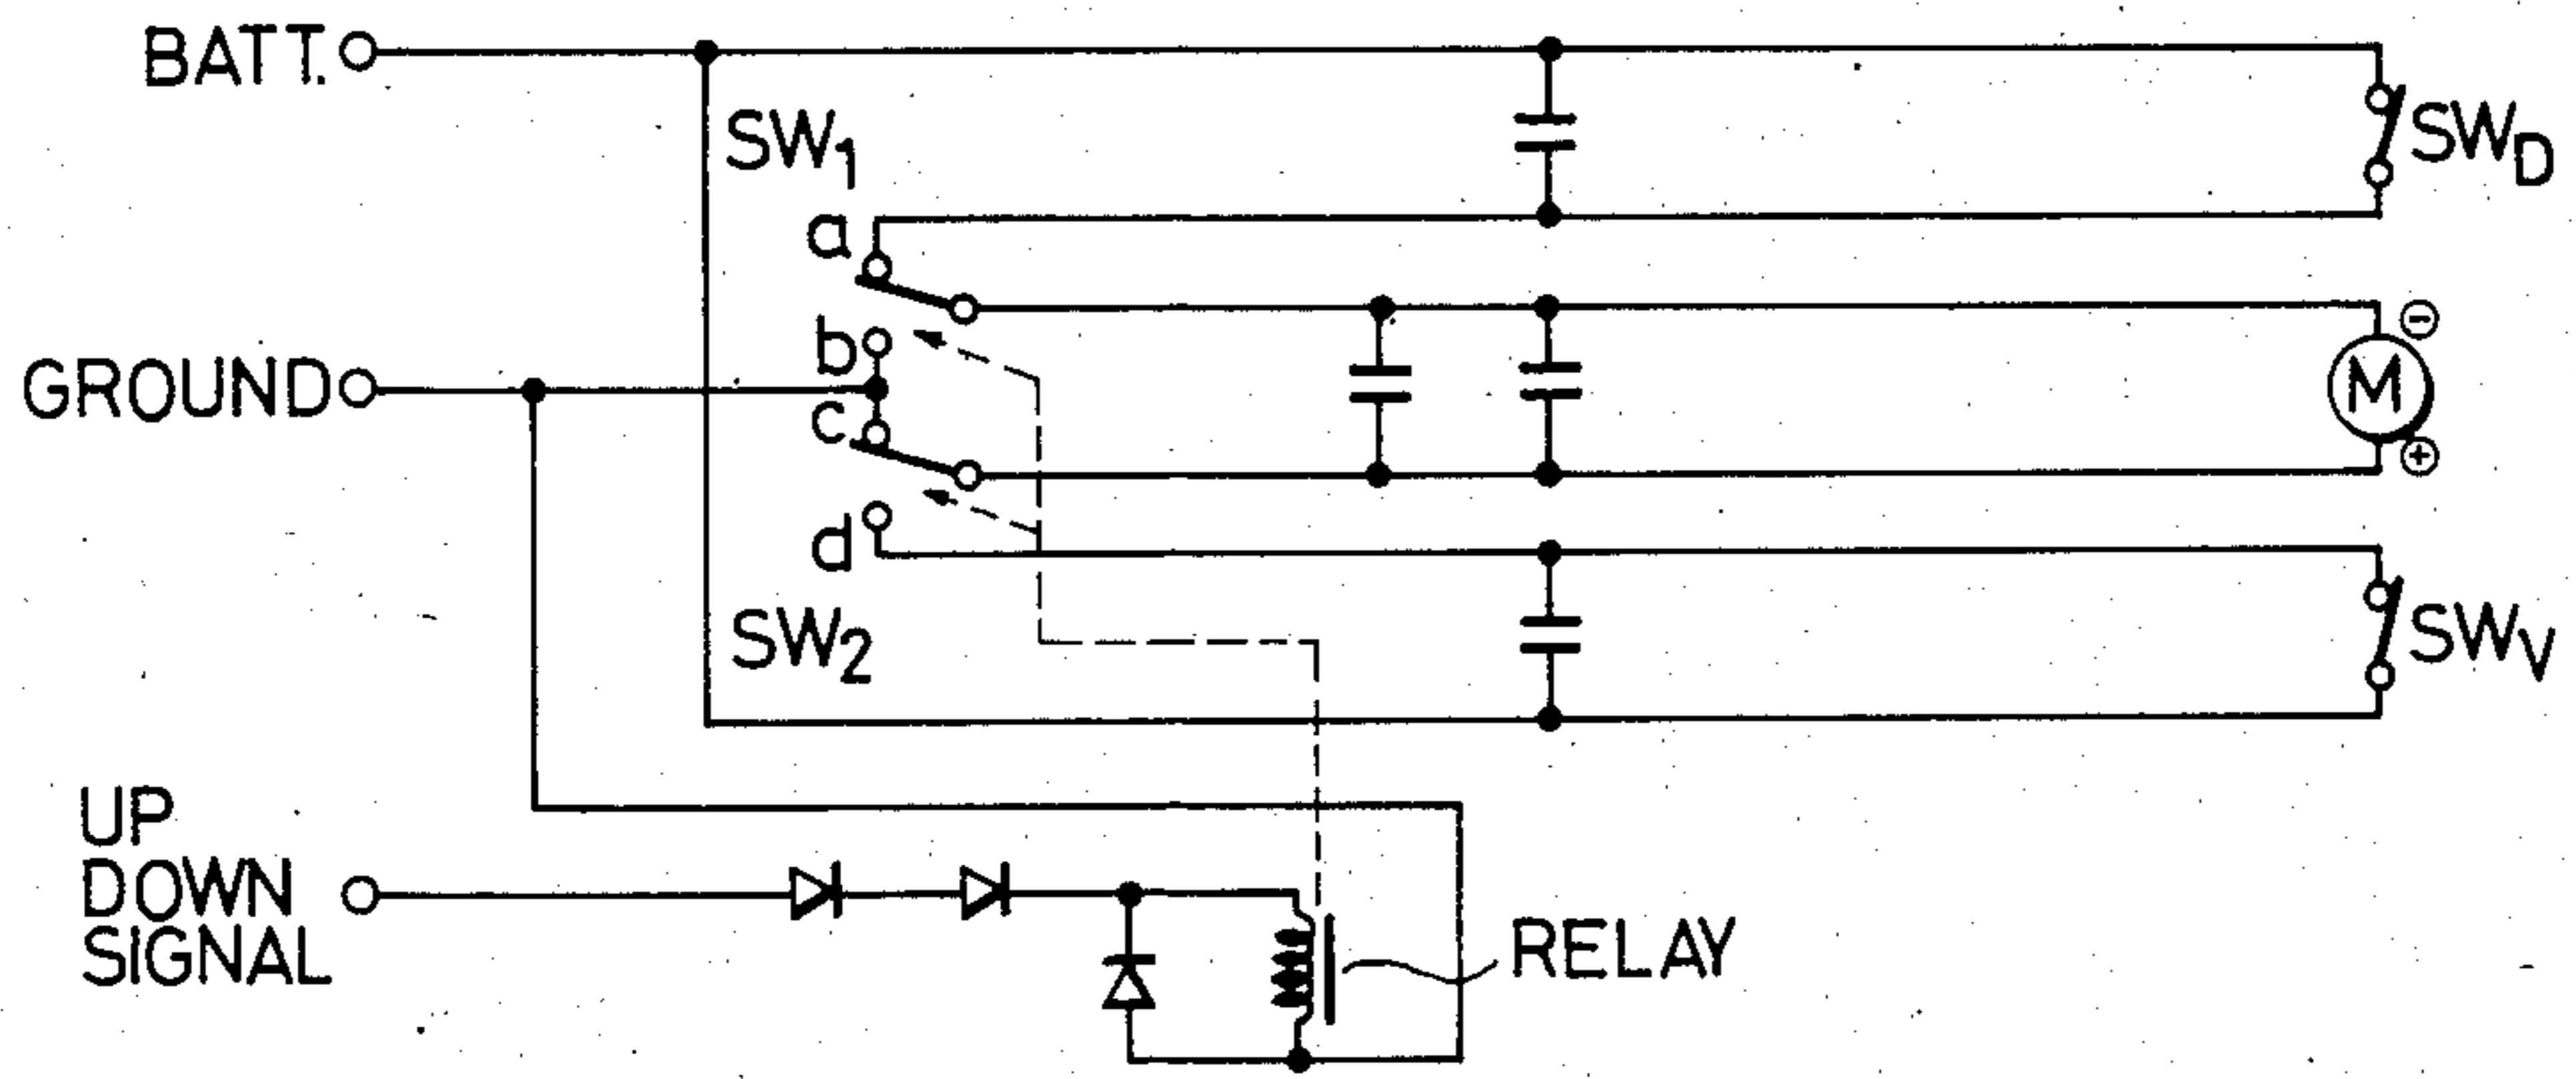 BATT.
SW1
SWD
a
b
GROUND
c
M
d
SW2
SWV
UP
DOWN
SIGNAL
RELAY